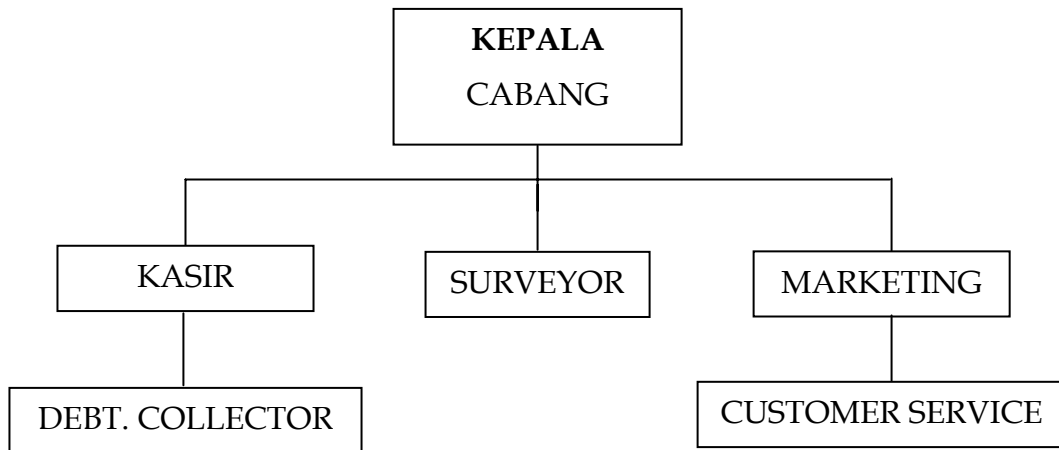 KEPALA
CABANG
KASIR
SURVEYOR
MARKETING
DEBT. COLLECTOR
CUSTOMER SERVICE